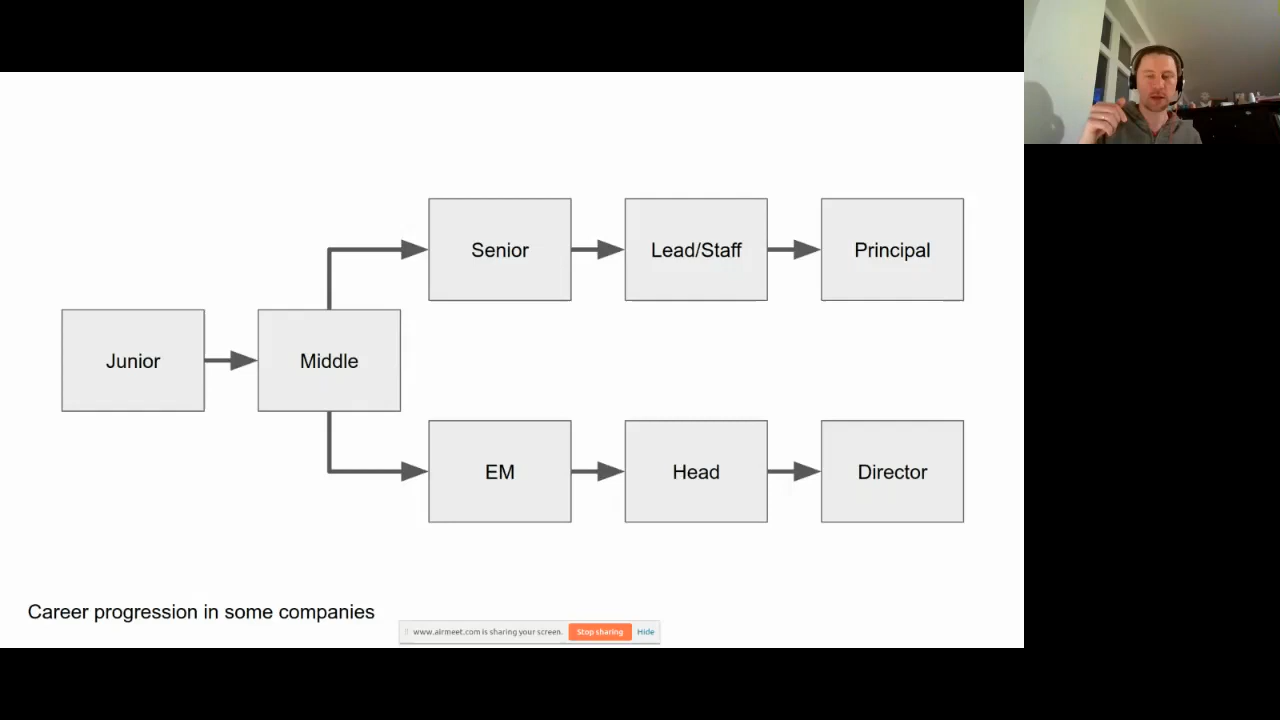 Senior
Lead/Staff
Principal
Junior
Middle
EM
Head
Director
Career progression in some companies
www.airmeet.com is sharing your screen.
Stop sharing
Hide